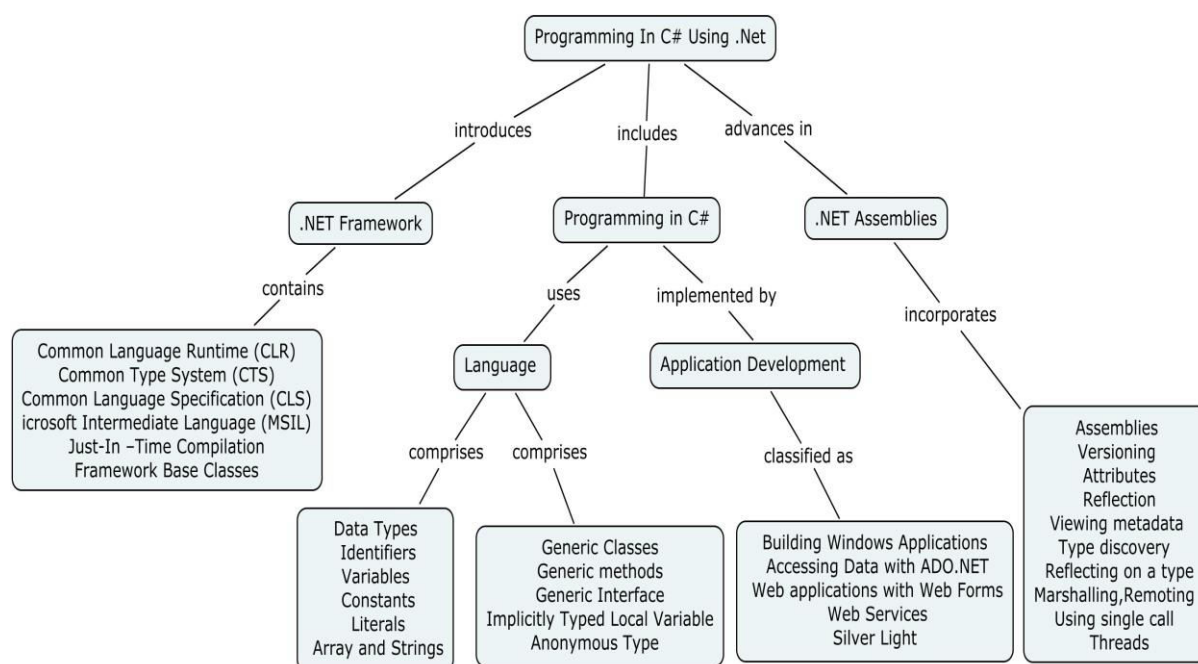 Programming In C# Using .Net
introduces
includes
advances in
.NET Framework
Programming in C#
.NET Assemblies
contains
uses
implemented by
incorporates
Common Language Runtime (CLR)
Common Type System (CTS)
Common Language Specification (CLS)
icrosoft Intermediate Language (MSIL)
Just-In –Time Compilation
Framework Base Classes
Language
Application Development
comprises
comprises
classified as
Data Types
Identifiers
Variables
Constants
Literals
Array and Strings
Generic Classes
Generic methods
Generic Interface
Implicitly Typed Local Variable
Anonymous Type
Building Windows Applications
Accessing Data with ADO.NET
Web applications with Web Forms
Web Services
Silver Light
Assemblies
Versioning
Attributes
Reflection
Viewing metadata
Type discovery
Reflecting on a type
Marshalling,Remoting
Using single call
Threads